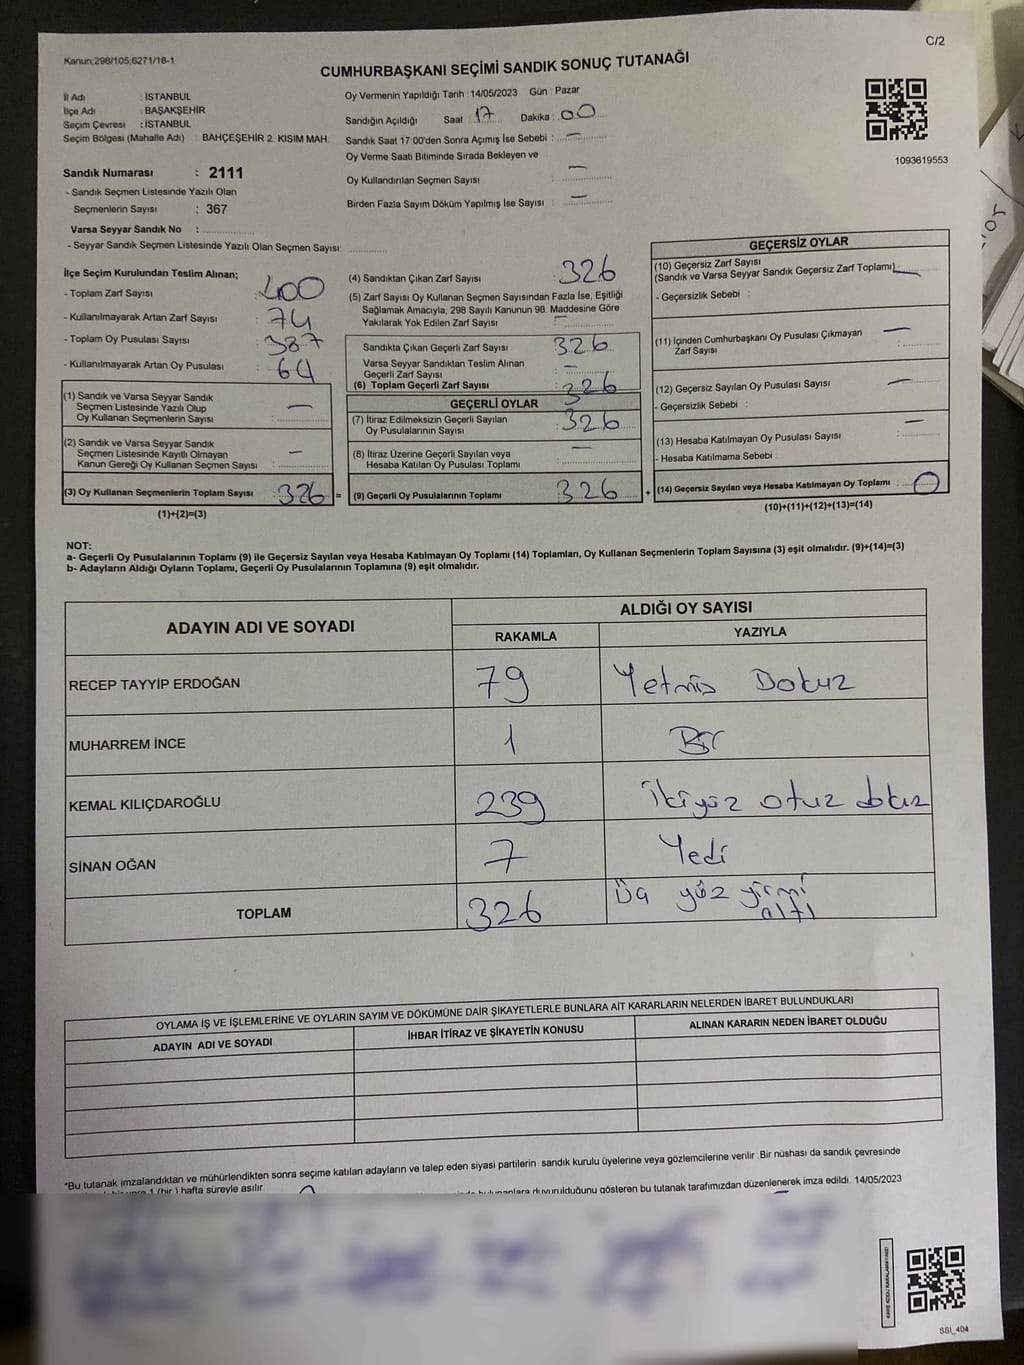 Kanun 298/105,6271/18-1
C/2
CUMHURBAŞKANI SEÇİMİ SANDIK SONUÇ TUTANAĞI
İl Adı : İSTANBUL
İlçe Adı : BAŞAKŞEHİR
Seçim Çevresi : İSTANBUL
Seçim Bölgesi (Mahalle Adı) BAHÇEŞEHİR 2. KISIM MAH.
Sandık Numarası : 2111
- Sandık Seçmen Listesinde Yazılı Olan
Seçmenlerin Sayısı : 367
Varsa Seyyar Sandık No :
- Seyyar Sandık Seçmen Listesinde Yazılı Olan Seçmen Sayısı:
Oy Vermenin Yapıldığı Tarih : 14/05/2023 Gün : Pazar
Sandığın Açıldığı Saat 17 Dakika : 00
Sandık Saat 17:00'den Sonra Açımış İse Sebebi : —
Oy Verme Saati Bitiminde Sırada Bekleyen ve
Oy Kullandırılan Seçmen Sayısı : —
Birden Fazla Sayım Döküm Yapılmış İse Sayısı : —
1093619553
İlçe Seçim Kurulundan Teslim Alınan;
- Toplam Zarf Sayısı : 400
- Kullanılmayarak Artan Zarf Sayısı : 74
- Toplam Oy Pusulası Sayısı : 387
- Kullanılmayarak Artan Oy Pusulası : 64
(1) Sandık ve Varsa Seyyar Sandık
Seçmen Listesinde Yazılı Olup
Oy Kullanan Seçmenlerin Sayısı : —
(2) Sandık ve Varsa Seyyar Sandık
Seçmen Listesinde Kayıtlı Olmayan
Kanun Gereği Oy Kullanan Seçmen Sayısı : —
(3) Oy Kullanan Seçmenlerin Toplam Sayısı : 326 =
(1)+(2)=(3)
(4) Sandıktan Çıkan Zarf Sayısı : 326
(5) Zarf Sayısı Oy Kullanan Seçmen Sayısından Fazla İse, Eşitliği
Sağlamak Amacıyla, 298 Sayılı Kanunun 98. Maddesine Göre
Yakılarak Yok Edilen Zarf Sayısı : —
Sandıkta Çıkan Geçerli Zarf Sayısı : 326
Varsa Seyyar Sandıktan Teslim Alınan
Geçerli Zarf Sayısı : —
(6) Toplam Geçerli Zarf Sayısı : 326
GEÇERLİ OYLAR
(7) İtiraz Edilmeksizin Geçerli Sayılan
Oy Pusulalarının Sayısı : 326
(8) İtiraz Üzerine Geçerli Sayılan veya
Hesaba Katılan Oy Pusulası Toplamı : —
(9) Geçerli Oy Pusulalarının Toplamı : 326 +
GEÇERSİZ OYLAR
(10) Geçersiz Zarf Sayısı
(Sandık ve Varsa Seyyar Sandık Geçersiz Zarf Toplamı) : —
- Geçersizlik Sebebi :
(11) İçinden Cumhurbaşkanı Oy Pusulası Çıkmayan
Zarf Sayısı : —
(12) Geçersiz Sayılan Oy Pusulası Sayısı : —
- Geçersizlik Sebebi :
(13) Hesaba Katılmayan Oy Pusulası Sayısı : —
- Hesaba Katılmama Sebebi :
(14) Geçersiz Sayılan veya Hesaba Katılmayan Oy Toplamı : 0
(10)+(11)+(12)+(13)=(14)
NOT:
a- Geçerli Oy Pusulalarının Toplamı (9) ile Geçersiz Sayılan veya Hesaba Katılmayan Oy Toplamı (14) Toplamları, Oy Kullanan Seçmenlerin Toplam Sayısına (3) eşit olmalıdır. (9)+(14)=(3)
b- Adayların Aldığı Oyların Toplamı, Geçerli Oy Pusulalarının Toplamına (9) eşit olmalıdır.
ADAYIN ADI VE SOYADI
ALDIĞI OY SAYISI
RAKAMLA YAZIYLA
RECEP TAYYİP ERDOĞAN 79 Yetmiş Dokuz
MUHARREM İNCE 1 Bir
KEMAL KILIÇDAROĞLU 239 ikiyüz otuz dokuz
SİNAN OĞAN 7 Yedi
TOPLAM 326 Üç yüz yirmi
altı
OYLAMA İŞ VE İŞLEMLERİNE VE OYLARIN SAYIM VE DÖKÜMÜNE DAİR ŞİKAYETLERLE BUNLARA AİT KARARLARIN NELERDEN İBARET BULUNDUKLARI
ADAYIN ADI VE SOYADI İHBAR İTİRAZ VE ŞİKAYETİN KONUSU ALINAN KARARIN NEDEN İBARET OLDUĞU
*Bu tutanak imzalandıktan ve mühürlendikten sonra seçime katılan adayların ve talep eden siyasi partilerin sandık kurulu üyelerine veya gözlemcilerine verilir .Bir nüshası da sandık çevresinde
1 (bir ) hafta süreyle asılır.
duyurulduğunu gösteren bu tutanak tarafımızdan düzenlenerek imza edildi. 14/05/2023
SSI_404